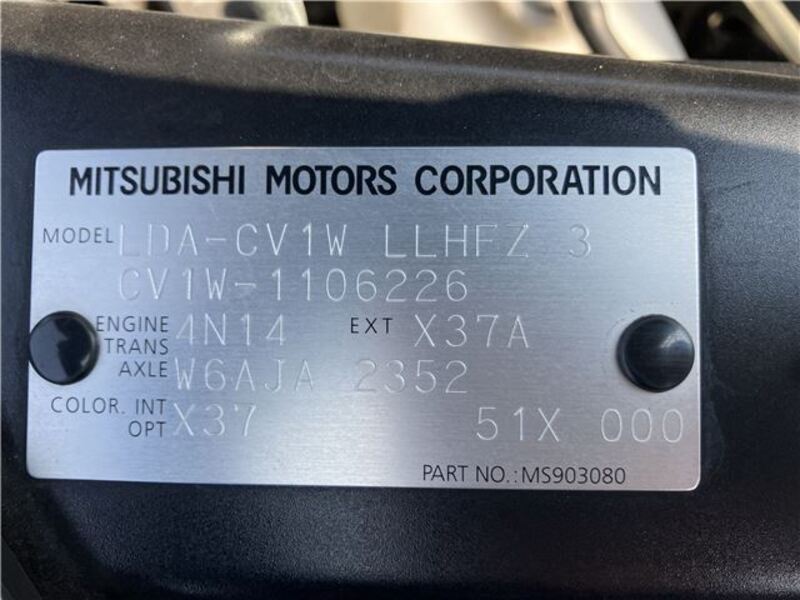 MITSUBISHI MOTORS CORPORATION
MODEL LDA-CV1W LLHFZ 3
CV1W-1106226
ENGINE 4N14 EXT X37A
TRANS
AXLE W6AJA 2352
COLOR. INT
OPT X37 51X 000
PART NO.:MS903080